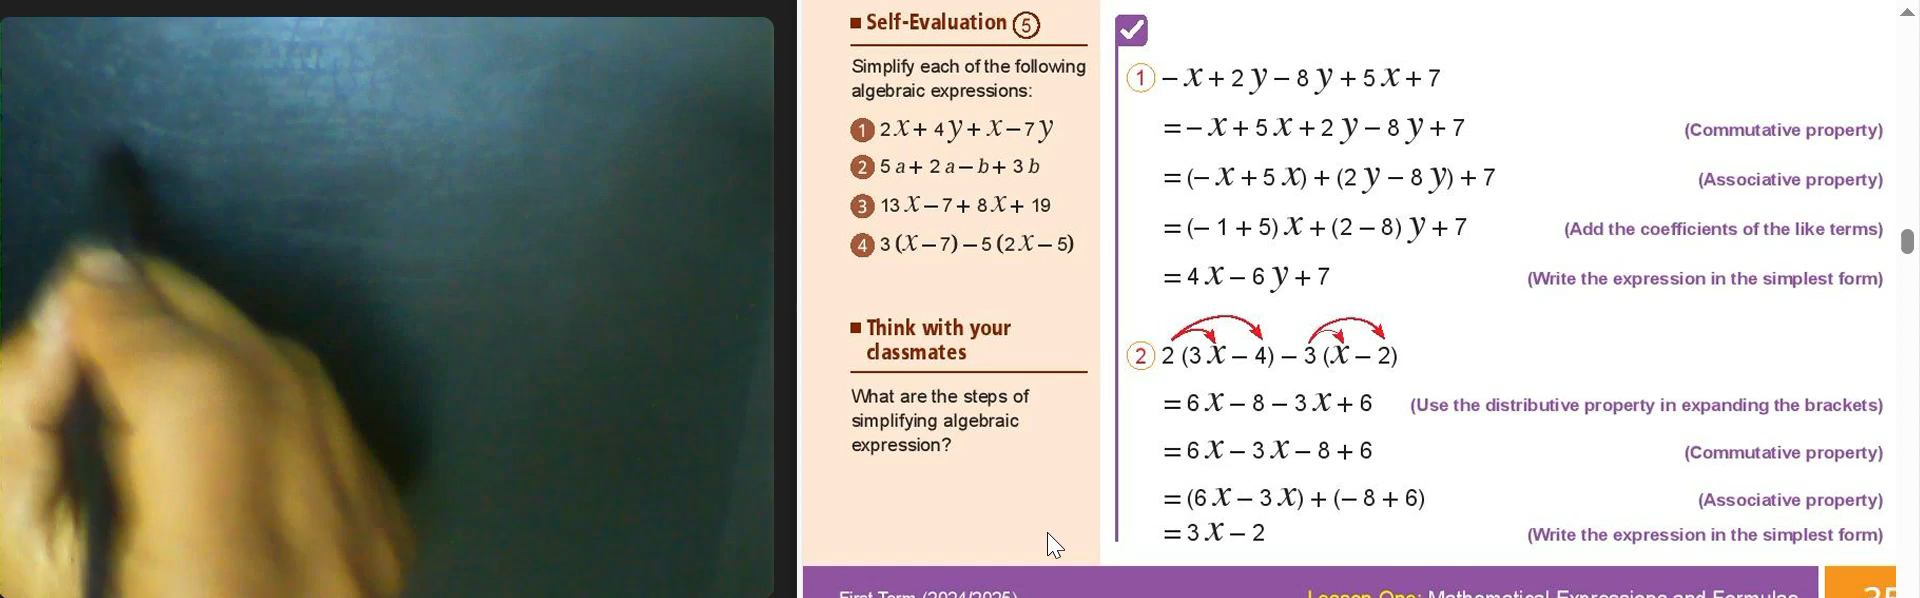 ■ Self-Evaluation ⑤
Simplify each of the following
algebraic expressions:
1 2x + 4y + x − 7y
2 5a + 2a − b + 3b
3 13x − 7 + 8x + 19
4 3(x − 7) − 5(2x − 5)
■ Think with your
classmates
What are the steps of
simplifying algebraic
expression?
① − x + 2y − 8y + 5x + 7
= − x + 5x + 2y − 8y + 7 (Commutative property)
= (− x + 5x) + (2y − 8y) + 7 (Associative property)
= (− 1 + 5)x + (2 − 8)y + 7 (Add the coefficients of the like terms)
= 4x − 6y + 7 (Write the expression in the simplest form)
② 2(3x − 4) − 3(x − 2)
= 6x − 8 − 3x + 6 (Use the distributive property in expanding the brackets)
= 6x − 3x − 8 + 6 (Commutative property)
= (6x − 3x) + (− 8 + 6) (Associative property)
= 3x − 2 (Write the expression in the simplest form)
First Term (2024/2025)
Lesson One: Mathematical Expressions and Formulas